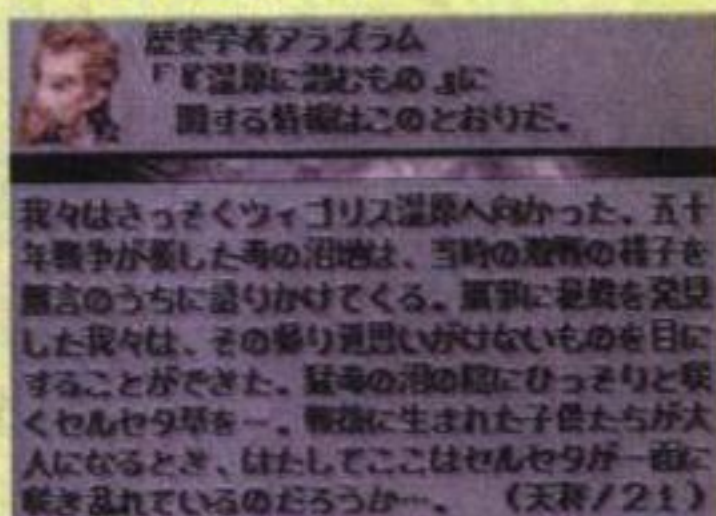 歴史学者アラズラム
「『湿原に潜むもの』に
関する情報はこのとおりだ。
我々はさっそくツィゴリス湿原へ向かった。五十
年戦争が残した毒の沼地は、当時の激戦の様子を
無言のうちに語りかけてくる。無事に秘境を発見
した我々は、その帰り道思いがけないものを目に
することができた。猛毒の沼の陰にひっそりと咲
くセルセタ草を−。戦後に生まれた子供たちが大
人になるとき、はたしてここはセルセタが一面に
咲き乱れているのだろうか…。 (天秤/21)